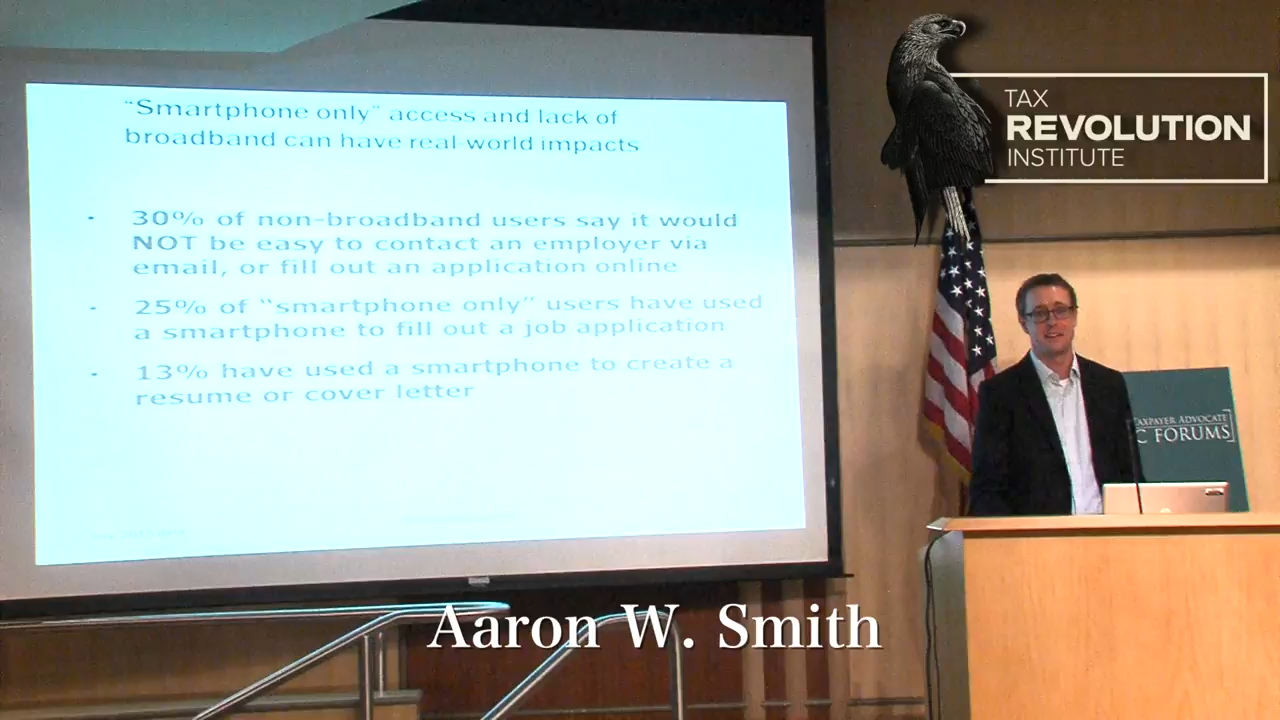 "Smartphone only" access and lack of
broadband can have real-world impacts
• 30% of non-broadband users say it would
NOT be easy to contact an employer via
email, or fill out an application online
• 25% of "smartphone only" users have used
a smartphone to fill out a job application
• 13% have used a smartphone to create a
resume or cover letter
TAX
REVOLUTION
INSTITUTE
TAXPAYER ADVOCATE
C FORUMS
Aaron W. Smith